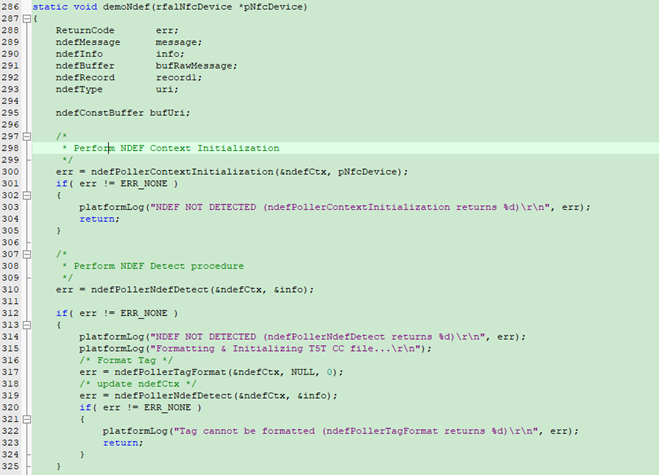 286 static void demoNdef(rfalNfcDevice *pNfcDevice)
287 {
288 ReturnCode err;
289 ndefMessage message;
290 ndefInfo info;
291 ndefBuffer bufRawMessage;
292 ndefRecord record1;
293 ndefType uri;
294
295 ndefConstBuffer bufUri;
296
297 /*
298 * Perform NDEF Context Initialization
299 */
300 err = ndefPollerContextInitialization(&ndefCtx, pNfcDevice);
301 if( err != ERR_NONE )
302 {
303 platformLog("NDEF NOT DETECTED (ndefPollerContextInitialization returns %d)\r\n", err);
304 return;
305 }
306
307 /*
308 * Perform NDEF Detect procedure
309 */
310 err = ndefPollerNdefDetect(&ndefCtx, &info);
311
312 if( err != ERR_NONE )
313 {
314 platformLog("NDEF NOT DETECTED (ndefPollerNdefDetect returns %d)\r\n", err);
315 platformLog("Formatting & Initializing T5T CC file...\r\n");
316 /* Format Tag */
317 err = ndefPollerTagFormat(&ndefCtx, NULL, 0);
318 /* update ndefCtx */
319 err = ndefPollerNdefDetect(&ndefCtx, &info);
320 if( err != ERR_NONE )
321 {
322 platformLog("Tag cannot be formatted (ndefPollerTagFormat returns %d)\r\n", err);
323 return;
324 }
325 }